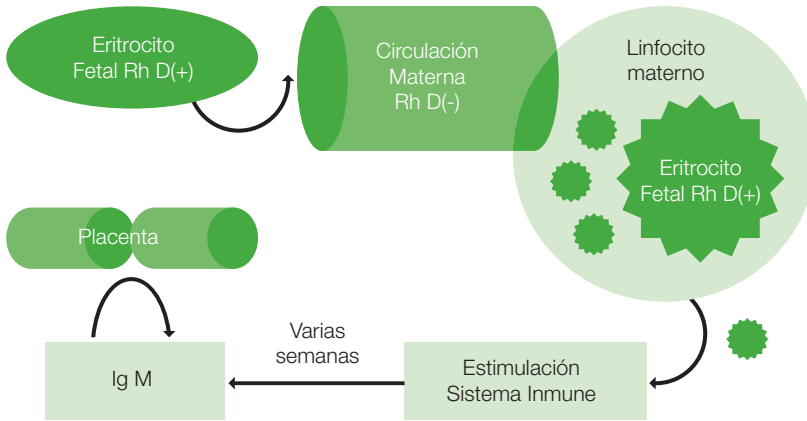 Eritrocito
Fetal Rh D(+)
Circulación
Materna
Rh D(-)
Linfocito
materno
Eritrocito
Fetal Rh D(+)
Placenta
Varias
semanas
Ig M
Estimulación
Sistema Inmune